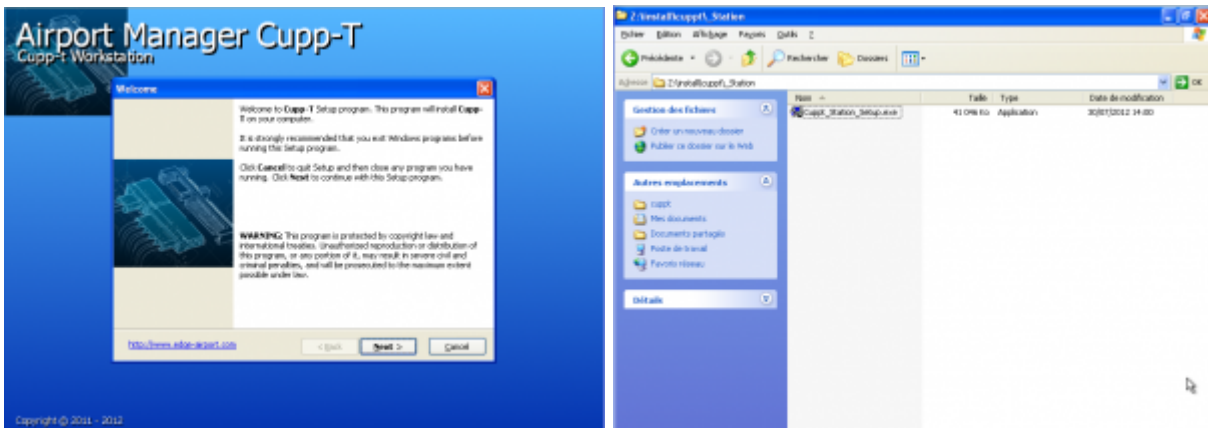 Airport Manager Cupp-T
Cupp-t Workstation
Welcome
Welcome to Cupp-T Setup program. This program will install Cupp-
T on your computer.
It is strongly recommended that you exit Windows programs before
running this Setup program.
Click Cancel to quit Setup and then close any program you have
running. Click Next to continue with this Setup program.
WARNING: This program is protected by copyright law and
international treaties. Unauthorized reproduction or distribution of
this program, or any portion of it, may result in severe civil and
criminal penalties, and will be prosecuted to the maximum extent
possible under law.
< Back Next > Cancel
Copyright © 2011 - 2012
Z:\install\cuppt\_Station
Fichier Edition Affichage Favoris Outils ?
Précédente Rechercher Dossiers
Adresse Z:\install\cuppt\_Station OK
Nom Taille Type Date de modification
Cuppt_Station_Setup.exe Application 30/07/2012
Gestion des fichiers
Créer un nouveau dossier
Publier ce dossier sur le Web
Autres emplacements
cuppt
Mes documents
Documents partagés
Poste de travail
Favoris réseau
Détails